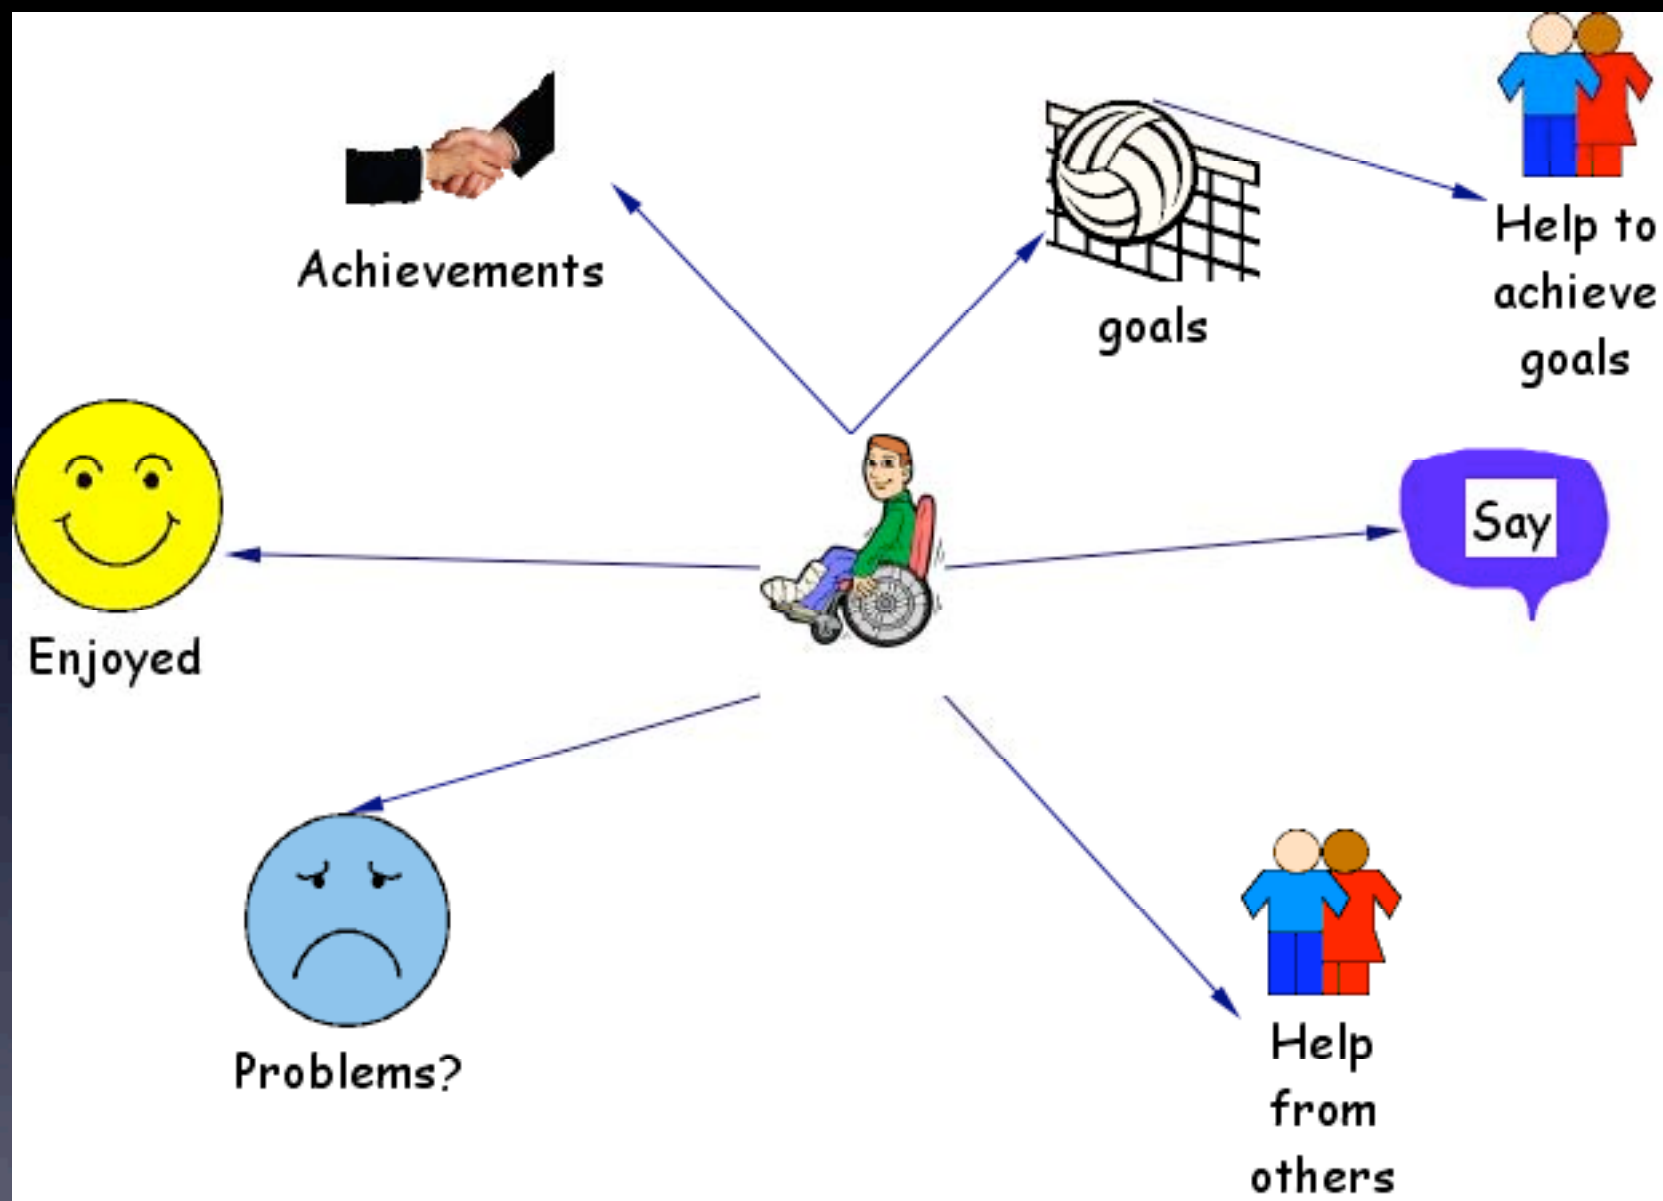 Achievements
goals
Help to
achieve
goals
Enjoyed
Say
Problems?
Help
from
others